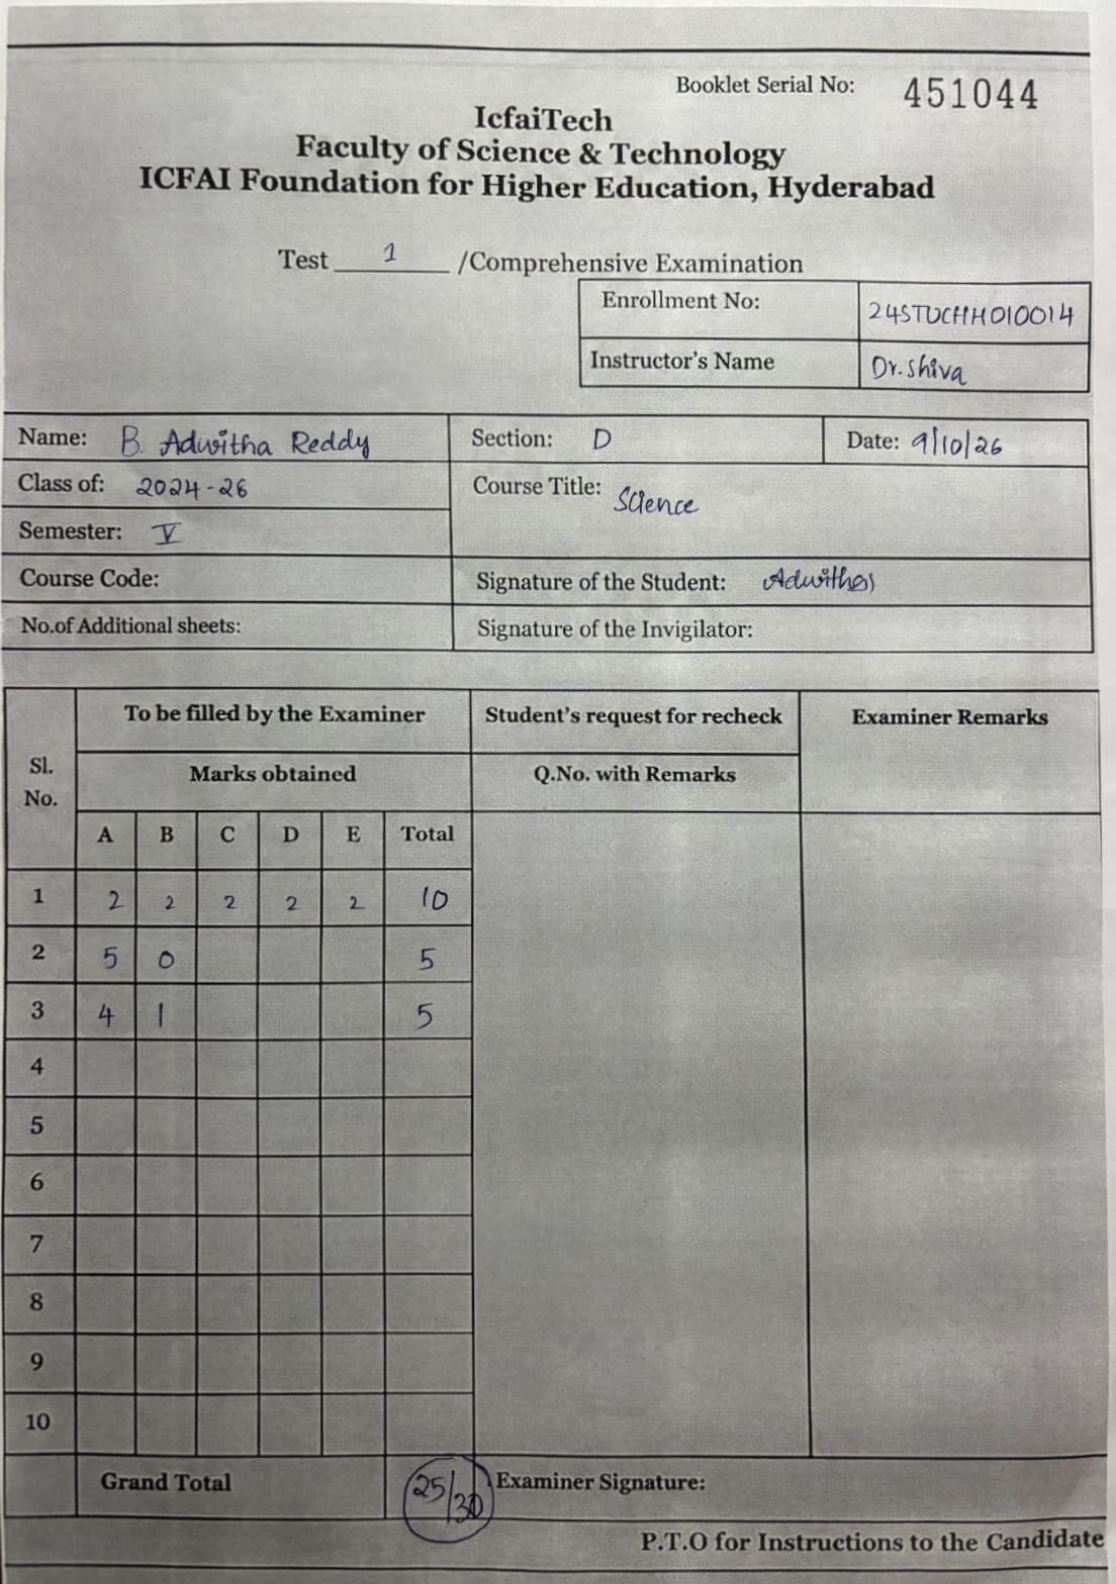 Booklet Serial No: 451044
IcfaiTech
Faculty of Science & Technology
ICFAI Foundation for Higher Education, Hyderabad
Test 1 /Comprehensive Examination
Enrollment No: 24STUCHH010014
Instructor's Name Dr. Shiva
Name: B. Adwitha Reddy Section: D Date: 9/10/26
Class of: 2024-28 Course Title: Science
Semester: V
Course Code: Signature of the Student: Adwitha
No.of Additional sheets: Signature of the Invigilator:
Sl. No. To be filled by the Examiner Student's request for recheck Examiner Remarks
Marks obtained Q.No. with Remarks
A B C D E Total
1 2 2 2 2 2 10
2 5 0 5
3 4 1 5
4
5
6
7
8
9
10
Grand Total 25/30 Examiner Signature:
P.T.O for Instructions to the Candidate